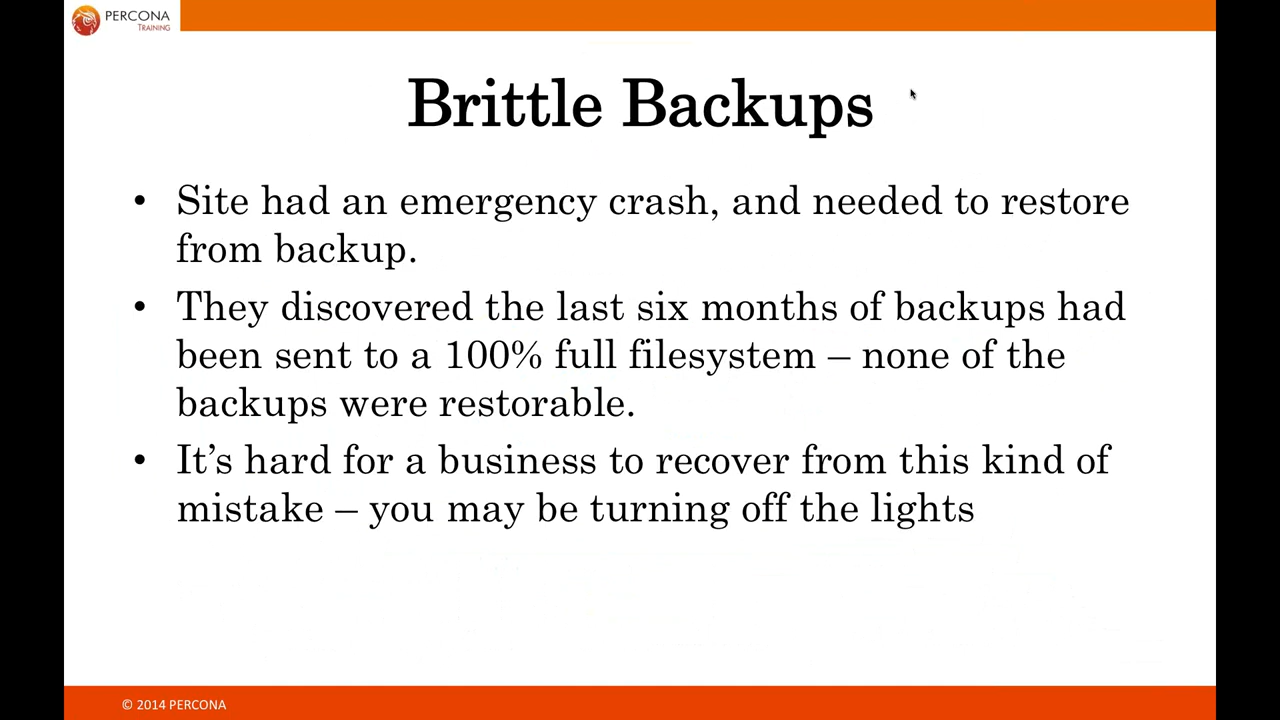 PERCONA
TRAINING
Brittle Backups
• Site had an emergency crash, and needed to restore
from backup.
• They discovered the last six months of backups had
been sent to a 100% full filesystem – none of the
backups were restorable.
• It’s hard for a business to recover from this kind of
mistake – you may be turning off the lights
© 2014 PERCONA